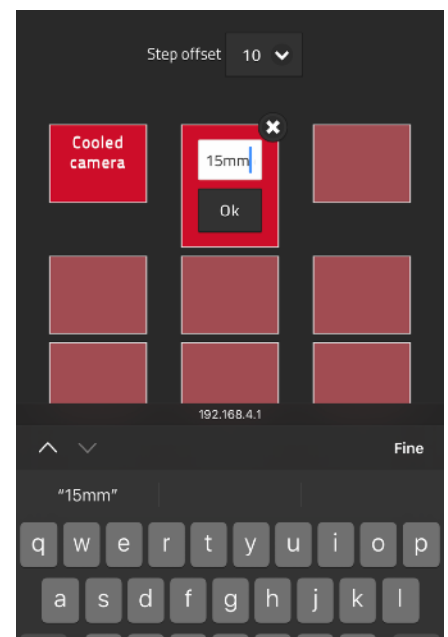 Step offset 10
Cooled
camera
15mm
Ok
192.168.4.1
Fine
"15mm"
q w e r t y u i o p
a s d f g h j k l